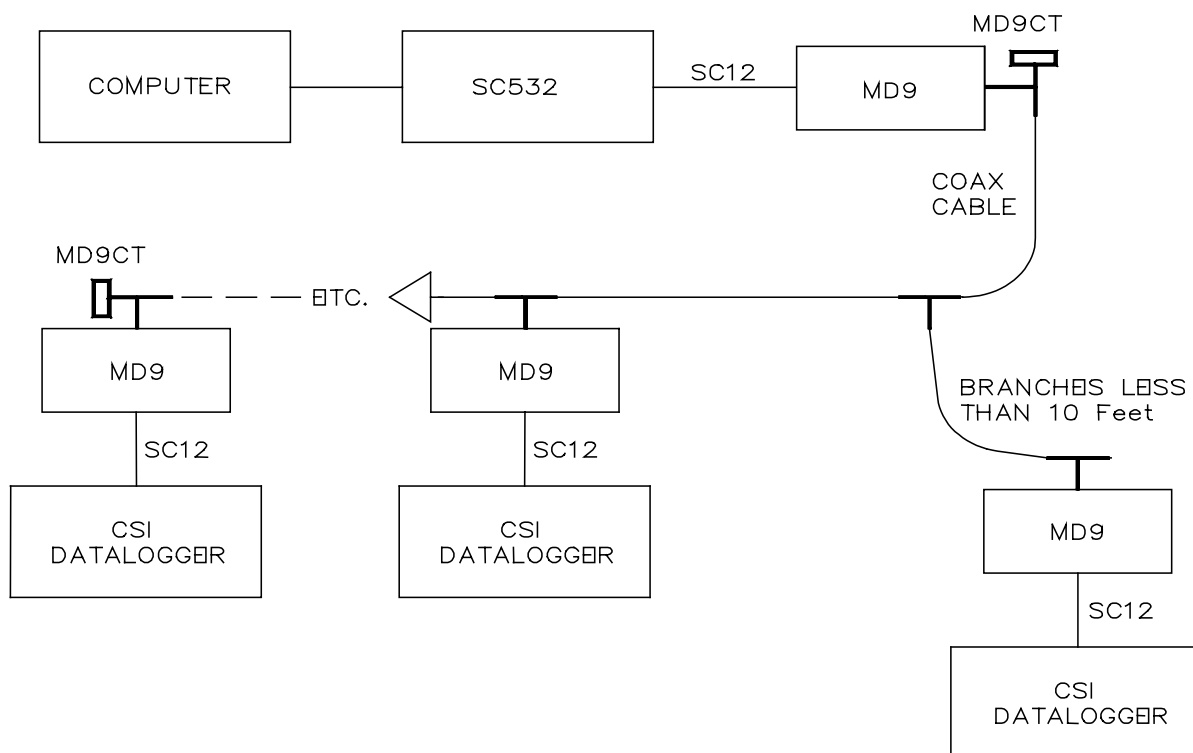 MD9CT
COMPUTER
SC532
SC12
MD9
COAX
CABLE
MD9CT
ETC.
MD9
MD9
BRANCHES LESS
THAN 10 Feet
SC12
SC12
CSI
DATALOGGER
CSI
DATALOGGER
MD9
SC12
CSI
DATALOGGER